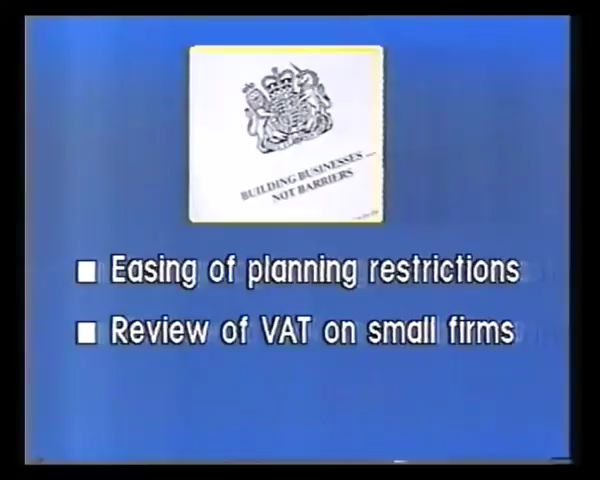 BUILDING BUSINESSES —
NOT BARRIERS
Easing of planning restrictions
Review of VAT on small firms